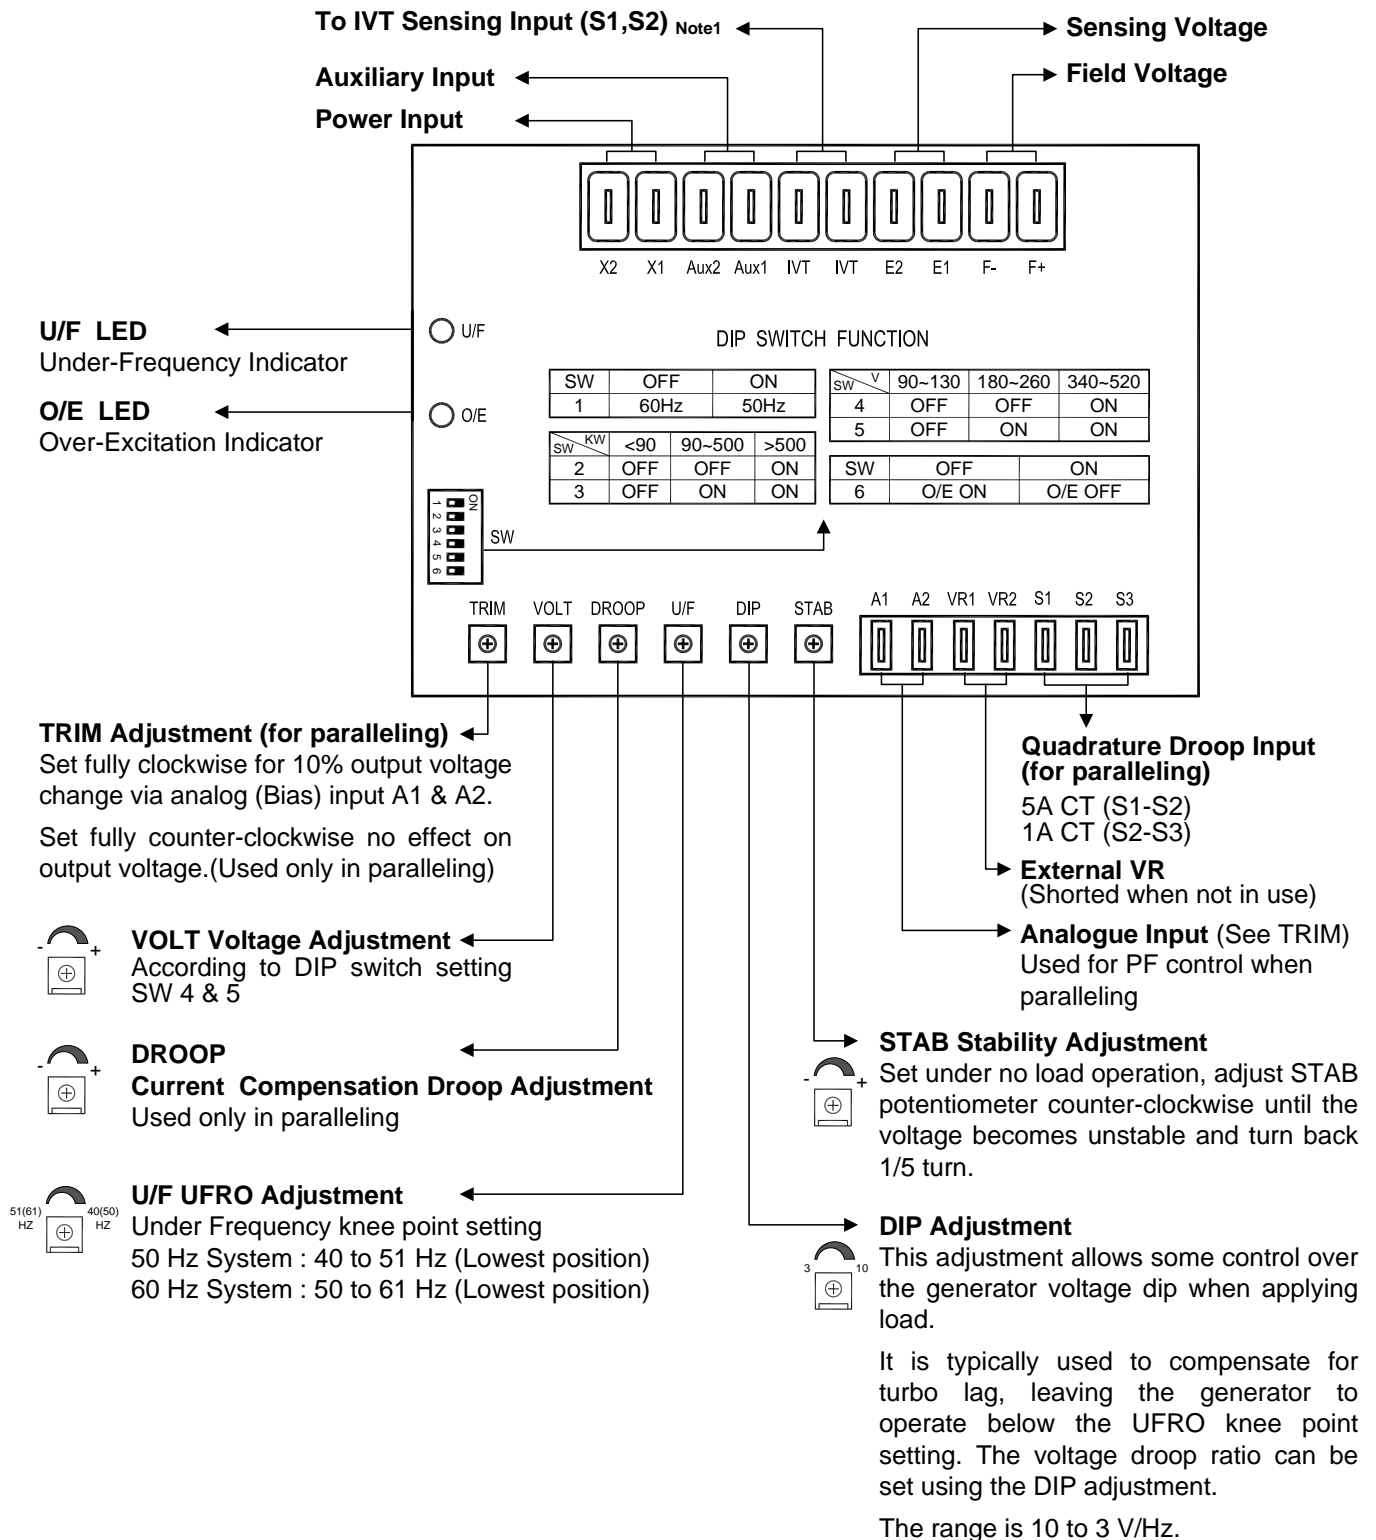 To IVT Sensing Input (S1,S2) Note1
Sensing Voltage
Auxiliary Input
Field Voltage
Power Input
X2 X1 Aux2 Aux1 IVT IVT E2 E1 F- F+
U/F LED
Under-Frequency Indicator
U/F
O/E LED
Over-Excitation Indicator
O/E
DIP SWITCH FUNCTION
SW OFF ON
1 60Hz 50Hz
SW KW <90 90~500 >500
2 OFF OFF ON
3 OFF ON ON
SW V 90~130 180~260 340~520
4 OFF OFF ON
5 OFF ON ON
SW OFF ON
6 O/E ON O/E OFF
ON
1
2
3
4
5
6
SW
TRIM VOLT DROOP U/F DIP STAB
A1 A2 VR1 VR2 S1 S2 S3
TRIM Adjustment (for paralleling)
Set fully clockwise for 10% output voltage
change via analog (Bias) input A1 & A2.
Set fully counter-clockwise no effect on
output voltage.(Used only in paralleling)
- +
VOLT Voltage Adjustment
According to DIP switch setting
SW 4 & 5
- +
DROOP
Current Compensation Droop Adjustment
Used only in paralleling
51(61) HZ 40(50) HZ
U/F UFRO Adjustment
Under Frequency knee point setting
50 Hz System : 40 to 51 Hz (Lowest position)
60 Hz System : 50 to 61 Hz (Lowest position)
Quadrature Droop Input
(for paralleling)
5A CT (S1-S2)
1A CT (S2-S3)
External VR
(Shorted when not in use)
Analogue Input (See TRIM)
Used for PF control when
paralleling
STAB Stability Adjustment
- +
Set under no load operation, adjust STAB
potentiometer counter-clockwise until the
voltage becomes unstable and turn back
1/5 turn.
DIP Adjustment
3 10
This adjustment allows some control over
the generator voltage dip when applying
load.
It is typically used to compensate for
turbo lag, leaving the generator to
operate below the UFRO knee point
setting. The voltage droop ratio can be
set using the DIP adjustment.
The range is 10 to 3 V/Hz.